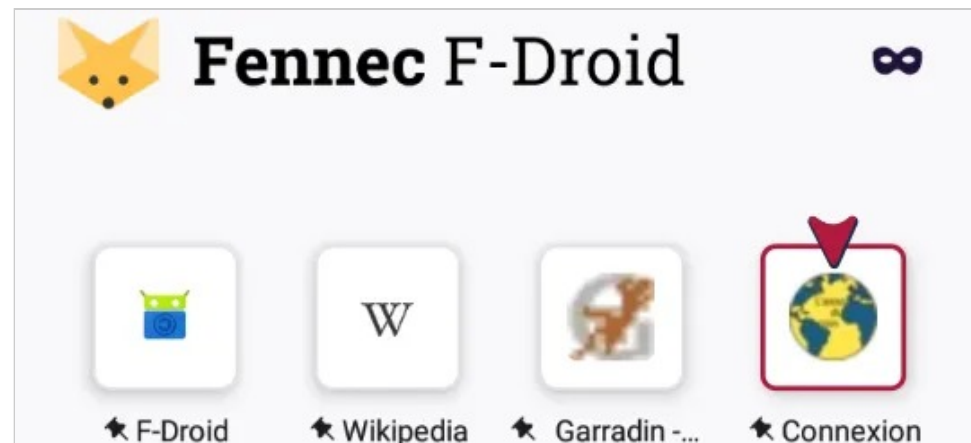 Fennec F-Droid
W
F-Droid
Wikipedia
Garradin -...
Connexion